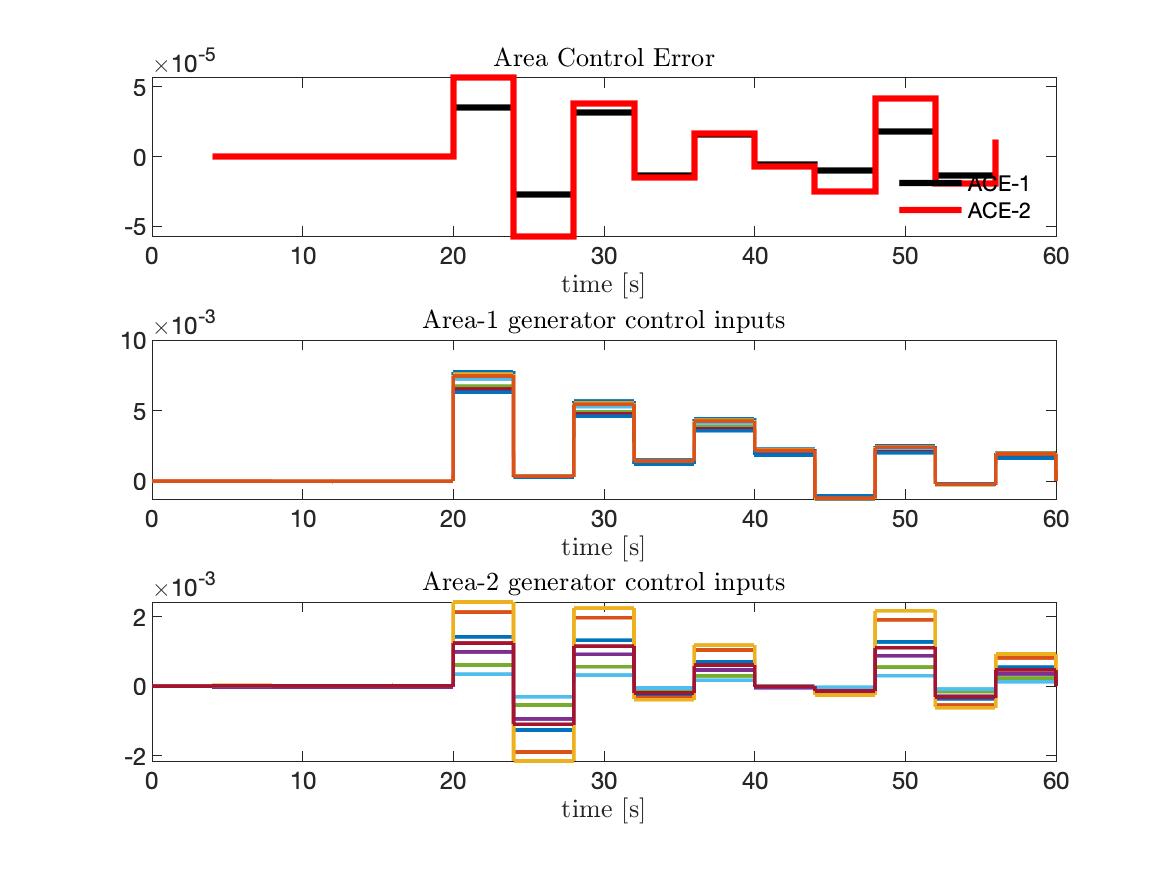 Area Control Error
×10-5
5
0
-5
ACE-1
ACE-2
0 10 20 30 40 50 60
time [s]
Area-1 generator control inputs
×10-3
10
5
0
0 10 20 30 40 50 60
time [s]
Area-2 generator control inputs
×10-3
2
0
-2
0 10 20 30 40 50 60
time [s]